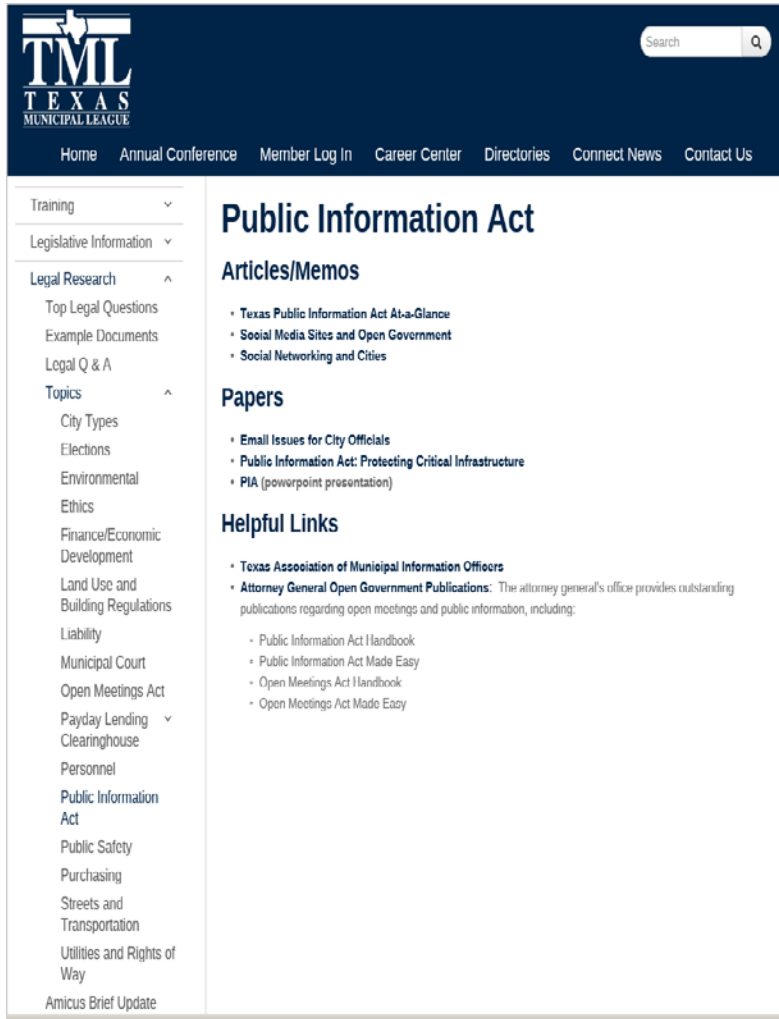 TML
TEXAS
MUNICIPAL LEAGUE
Search
Home Annual Conference Member Log In Career Center Directories Connect News Contact Us
Training
Legislative Information
Legal Research
Top Legal Questions
Example Documents
Legal Q & A
Topics
City Types
Elections
Environmental
Ethics
Finance/Economic
Development
Land Use and
Building Regulations
Liability
Municipal Court
Open Meetings Act
Payday Lending
Clearinghouse
Personnel
Public Information
Act
Public Safety
Purchasing
Streets and
Transportation
Utilities and Rights of
Way
Amicus Brief Update
Public Information Act
Articles/Memos
• Texas Public Information Act At-a-Glance
• Social Media Sites and Open Government
• Social Networking and Cities
Papers
• Email Issues for City Officials
• Public Information Act: Protecting Critical Infrastructure
• PIA (powerpoint presentation)
Helpful Links
• Texas Association of Municipal Information Officers
• Attorney General Open Government Publications: The attorney general's office provides outstanding
publications regarding open meetings and public information, including:
Public Information Act Handbook
Public Information Act Made Easy
Open Meetings Act Handbook
Open Meetings Act Made Easy